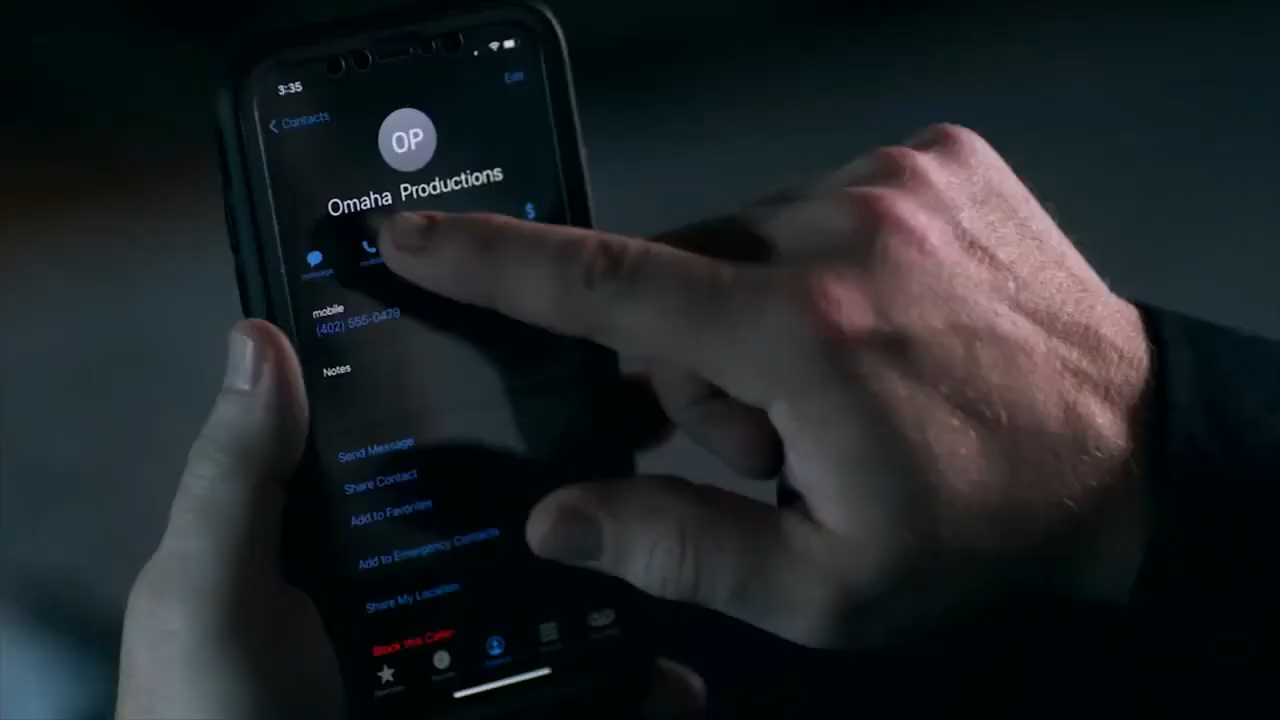 3:35
Edit
Contacts
OP
Omaha Productions
$
message
mobile
(402) 555-0479
Notes
Send Message
Share Contact
Add to Favorites
Add to Emergency Contacts
Share My Location
Block this Caller